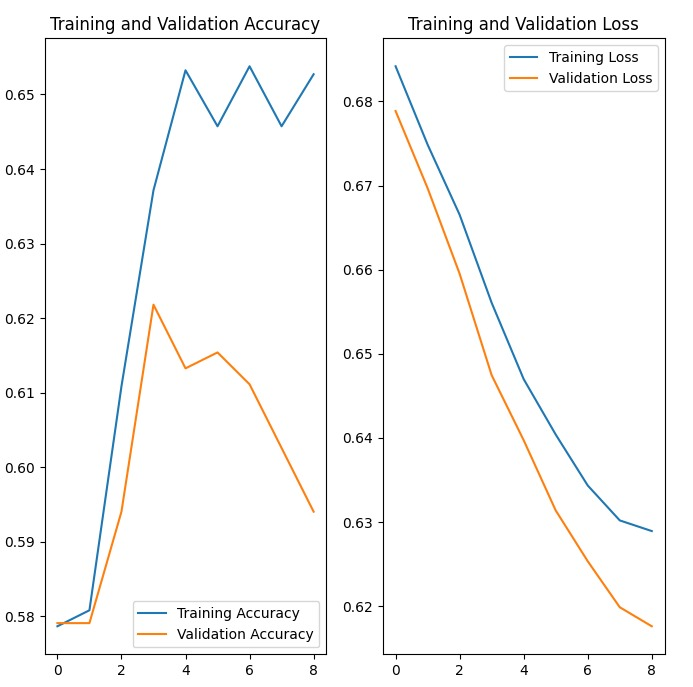 Training and Validation Accuracy
0.65
0.64
0.63
0.62
0.61
0.60
0.59
0.58
Training Accuracy
Validation Accuracy
0 2 4 6 8
Training and Validation Loss
Training Loss
Validation Loss
0.68
0.67
0.66
0.65
0.64
0.63
0.62
0 2 4 6 8